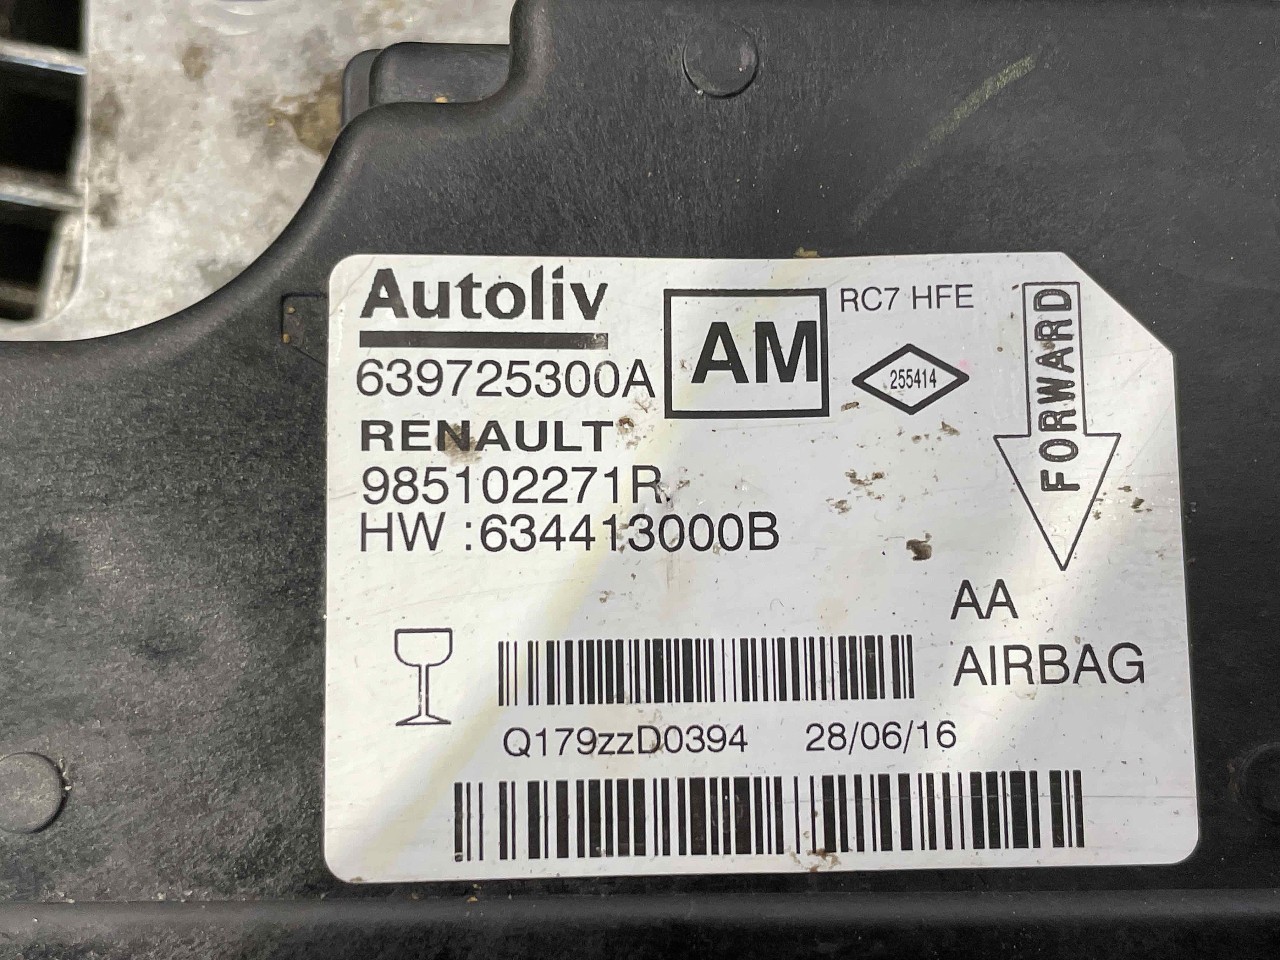 Autoliv
639725300A
AM
RC7 HFE
255414
FORWARD
RENAULT
985102271R
HW :634413000B
AA
AIRBAG
Q179zzD0394 28/06/16